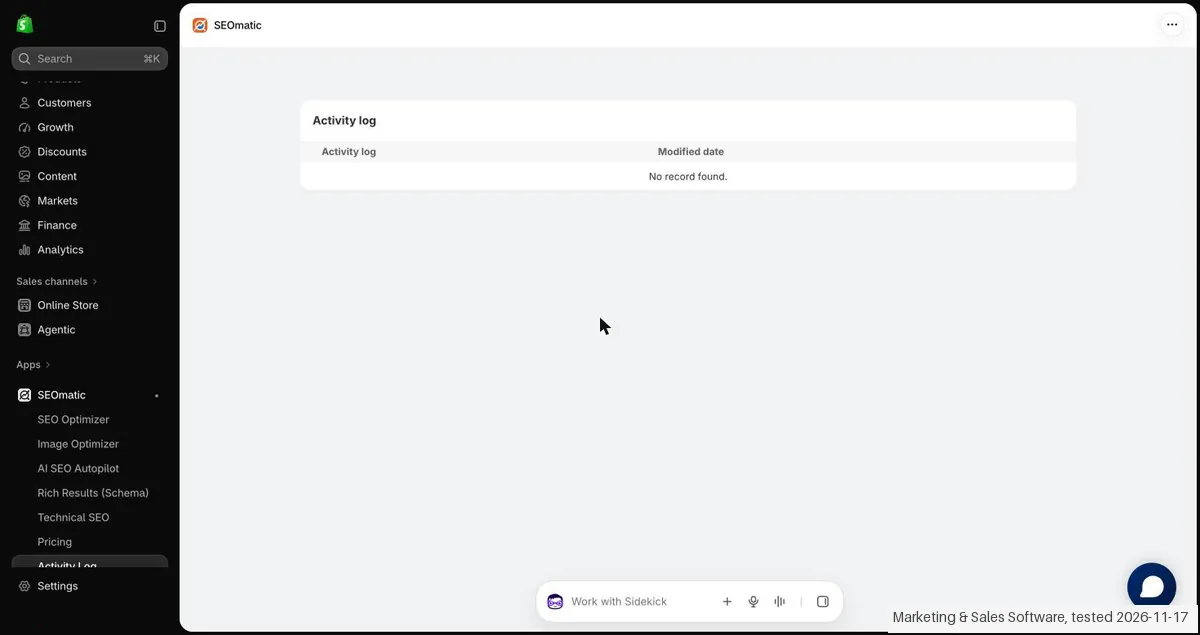 SEOmatic
Search ⌘K
Products
Customers
Growth
Discounts
Content
Markets
Finance
Analytics
Sales channels
Online Store
Agentic
Apps
SEOmatic
SEO Optimizer
Image Optimizer
AI SEO Autopilot
Rich Results (Schema)
Technical SEO
Pricing
Activity Log
Settings
Activity log
Activity log Modified date
No record found.
Work with Sidekick
Marketing & Sales Software, tested 2026-11-17